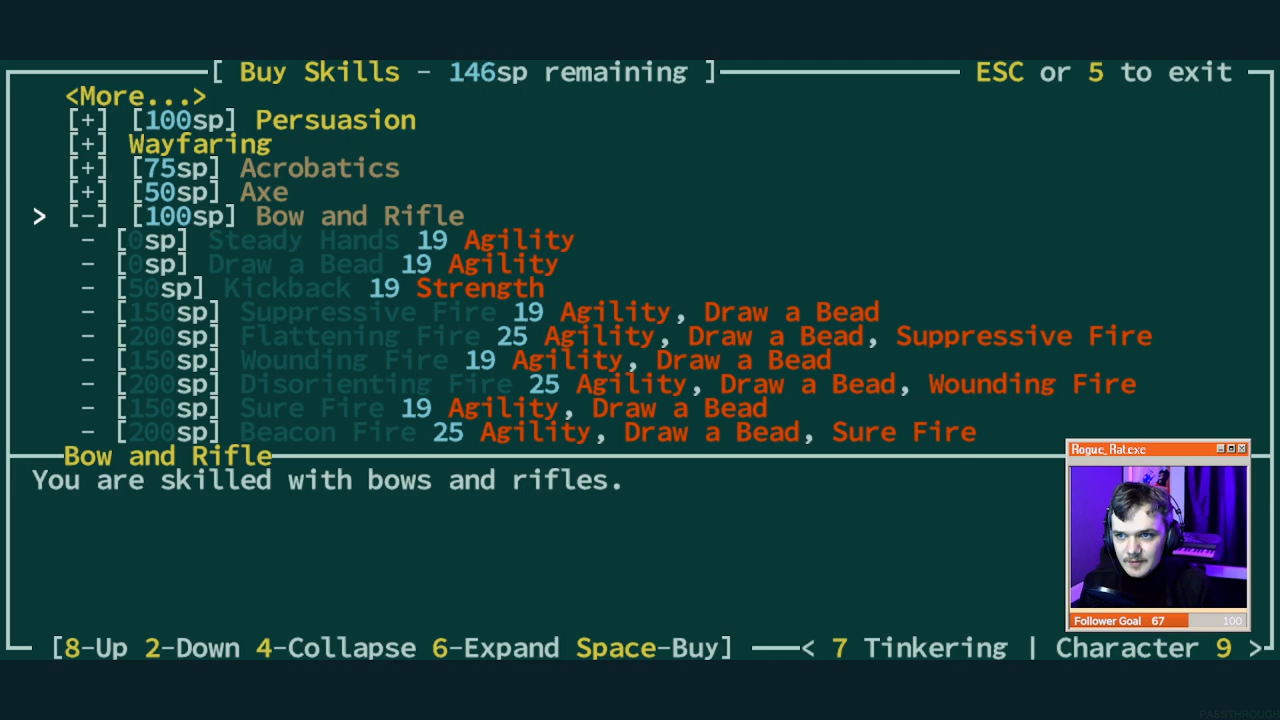 [ Buy Skills - 146sp remaining ] ESC or 5 to exit
<More...>
[+] [100sp] Persuasion
[+] Wayfaring
[+] [75sp] Acrobatics
[+] [50sp] Axe
> [-] [100sp] Bow and Rifle
- [0sp] Steady Hands 19 Agility
- [0sp] Draw a Bead 19 Agility
- [50sp] Kickback 19 Strength
- [150sp] Suppressive Fire 19 Agility, Draw a Bead
- [200sp] Flattening Fire 25 Agility, Draw a Bead, Suppressive Fire
- [150sp] Wounding Fire 19 Agility, Draw a Bead
- [200sp] Disorienting Fire 25 Agility, Draw a Bead, Wounding Fire
- [150sp] Sure Fire 19 Agility, Draw a Bead
- [200sp] Beacon Fire 25 Agility, Draw a Bead, Sure Fire
Bow and Rifle
You are skilled with bows and rifles.
Rogue_Rat.exe
Follower Goal 67 100
[8-Up 2-Down 4-Collapse 6-Expand Space-Buy] < 7 Tinkering | Character 9 >